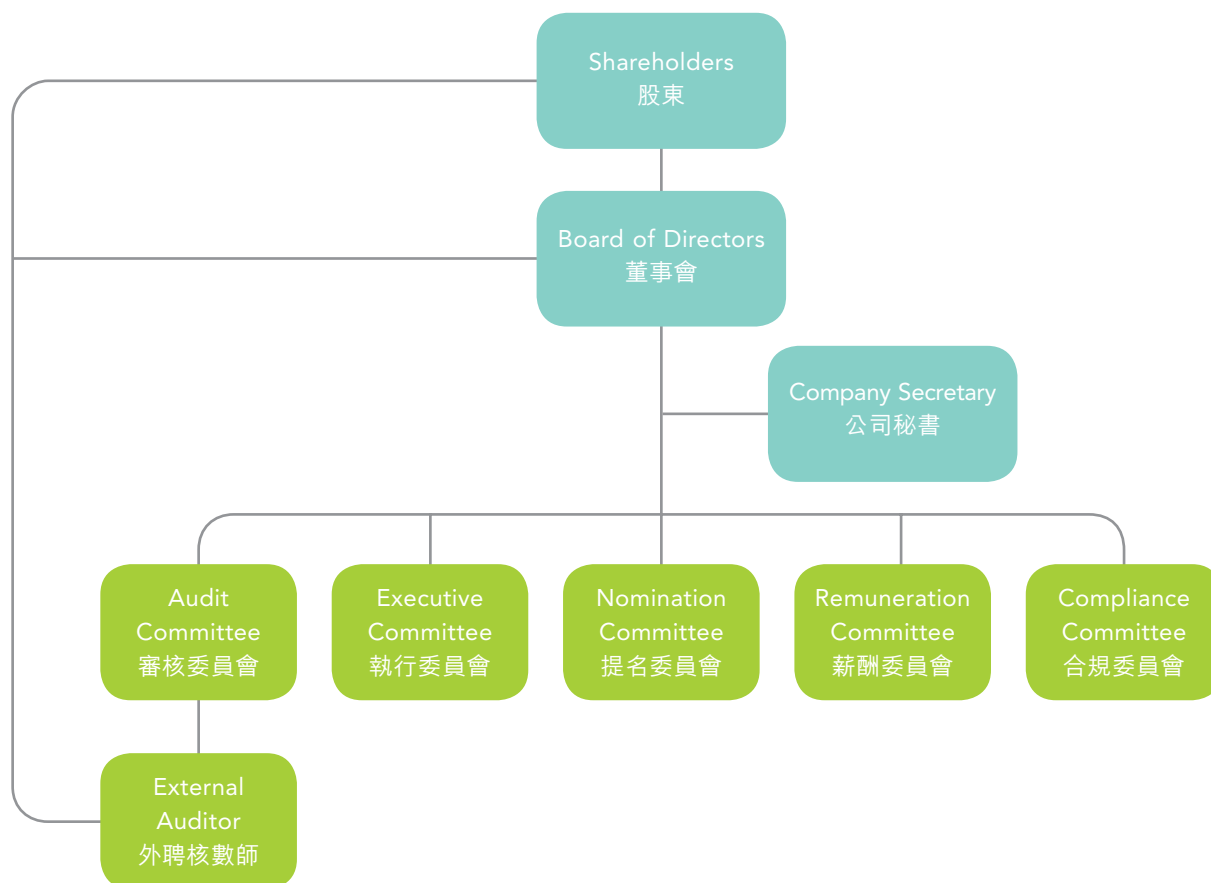 Shareholders
股東
Board of Directors
董事會
Company Secretary
公司秘書
Audit
Committee
審核委員會
Executive
Committee
執行委員會
Nomination
Committee
提名委員會
Remuneration
Committee
薪酬委員會
Compliance
Committee
合規委員會
External
Auditor
外聘核數師